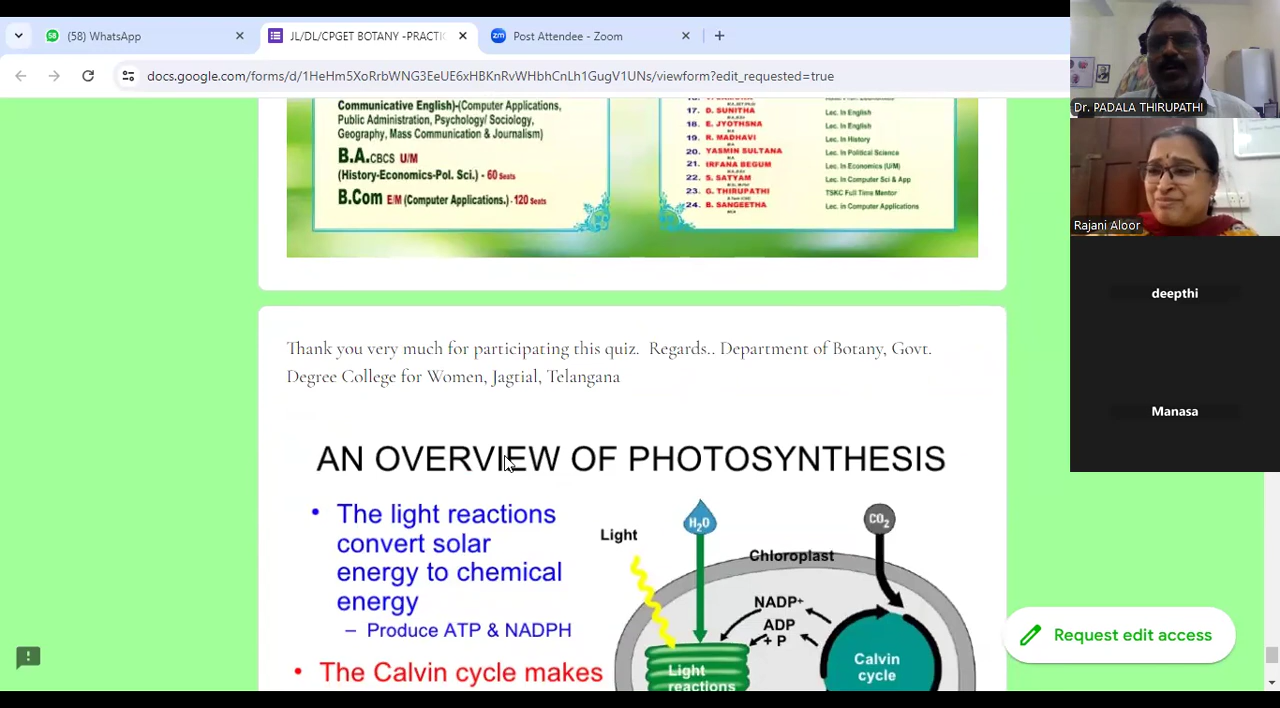 (58) WhatsApp
JL/DL/CPGET BOTANY -PRACTIC
Post Attendee - Zoom
docs.google.com/forms/d/1HeHm5XoKTGWNG3EeUE6xHBKnRvWHbhCnLh1GugV1UNs/viewform?edit_requested=true
Dr. PADALA THIRUPATHI
Rajani Aloor
deepthi
Manasa
Communicative English)-(Computer Applications,
Public Administration, Psychology/ Sociology,
Geography, Mass Communication & Journalism)
B.A. CBCS U/M
(History-Economics-Pol. Sci.) - 60 Seats
B.Com E/M (Computer Applications.) - 120 Seats
17. D. SUNITHA Lec. In English
18. E. JYOTHSNA Lec. In English
19. R. MADHAVI Lec. In History
20. YASMIN SULTANA Lec. in Political Science
21. IRFANA BEGUM Lec. in Economics (U/M)
22. S. SATYAM Lec. in Computer Sci & App
23. G. THIRUPATHI TSKC Full Time Mentor
24. B. SANGEETHA Lec. in Computer Applications
Thank you very much for participating this quiz. Regards.. Department of Botany, Govt.
Degree College for Women, Jagtial, Telangana
AN OVERVIEW OF PHOTOSYNTHESIS
• The light reactions
convert solar
energy to chemical
energy
– Produce ATP & NADPH
• The Calvin cycle makes
Light
H₂O
CO₂
Chloroplast
NADP⁺
ADP
+ P
Light
reactions
Calvin
cycle
Request edit access